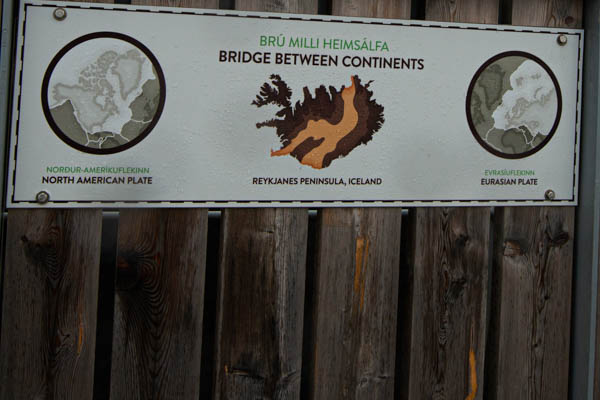 BRÚ MILLI HEIMSÁLFA
BRIDGE BETWEEN CONTINENTS
NORÐUR-AMERÍKUFLEKINN
NORTH AMERICAN PLATE
REYKJANES PENINSULA, ICELAND
EVRASÍUFLEKINN
EURASIAN PLATE